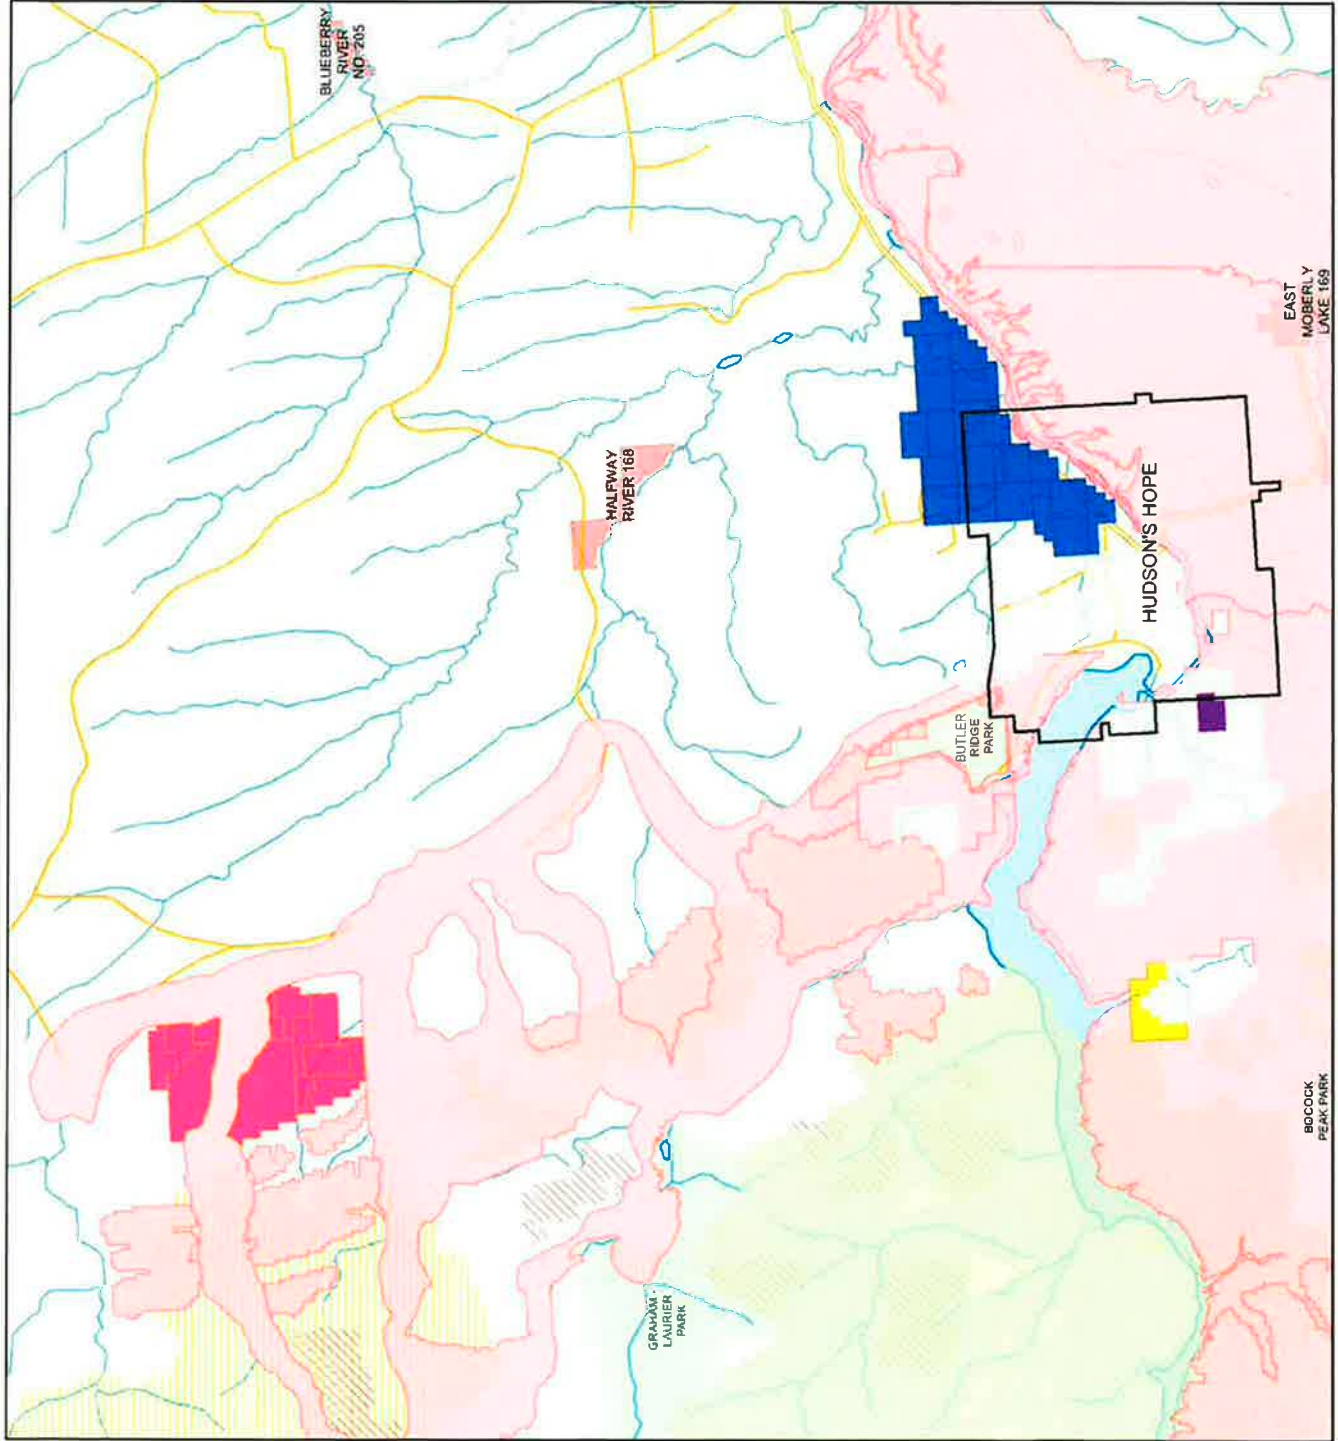 BLUEBERRY
RIVER
NO 205
EAST
MOBERLY
LAKE 169
HALFWAY
RIVER 168
HUDSON'S HOPE
BUTLER
RIDGE
PARK
GRAHAM -
LAURIER
PARK
BOCOCK
PEAK PARK